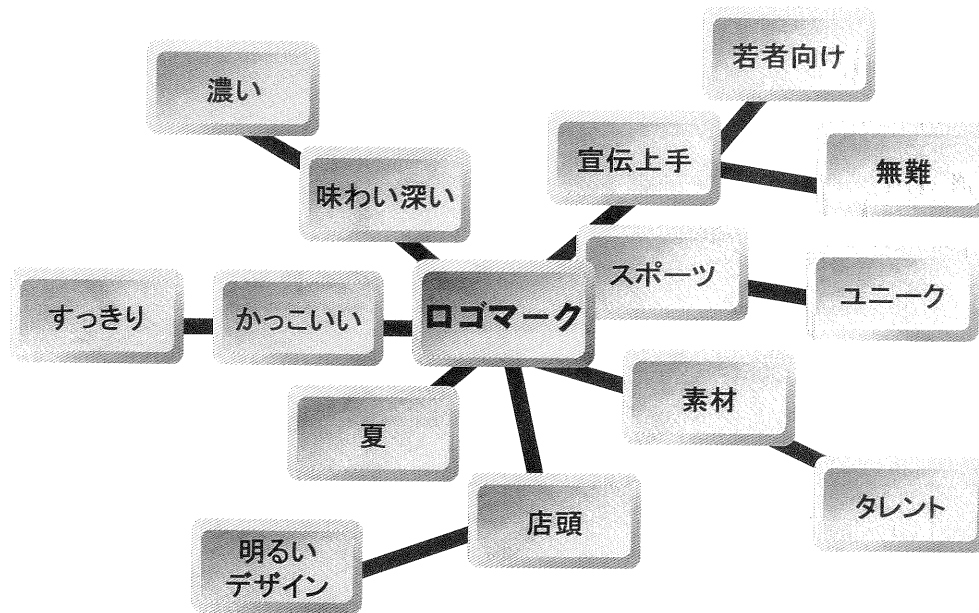 若者向け
濃い
宣伝上手
無難
味わい深い
スポーツ
ユニーク
すっきり
かっこいい
ロゴマーク
素材
夏
タレント
店頭
明るい
デザイン